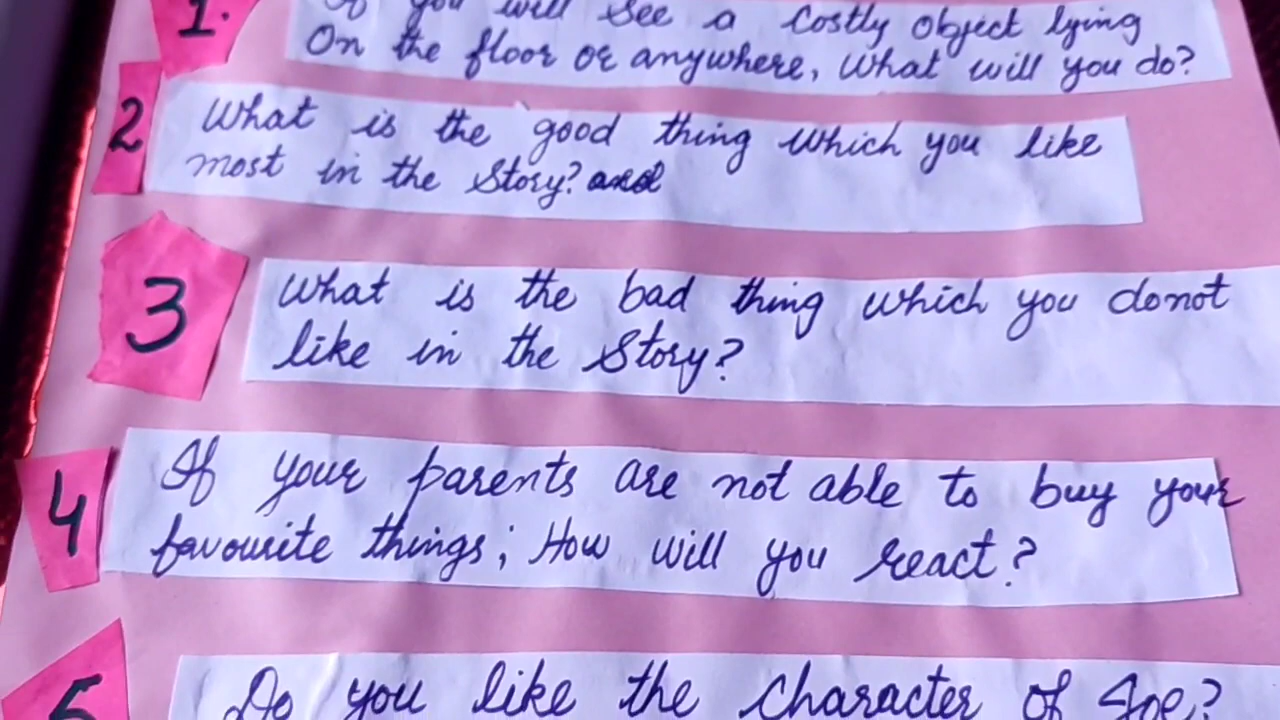 1.
If you will See a Costly Object lying
On the floor or anywhere, What will you do?
2
What is the good thing which you like
most in the Story? and
3
What is the bad thing which you donot
like in the Story?
4
If your parents are not able to buy your
favourite things; How will you react?
5
Do you like the Character of Joe?